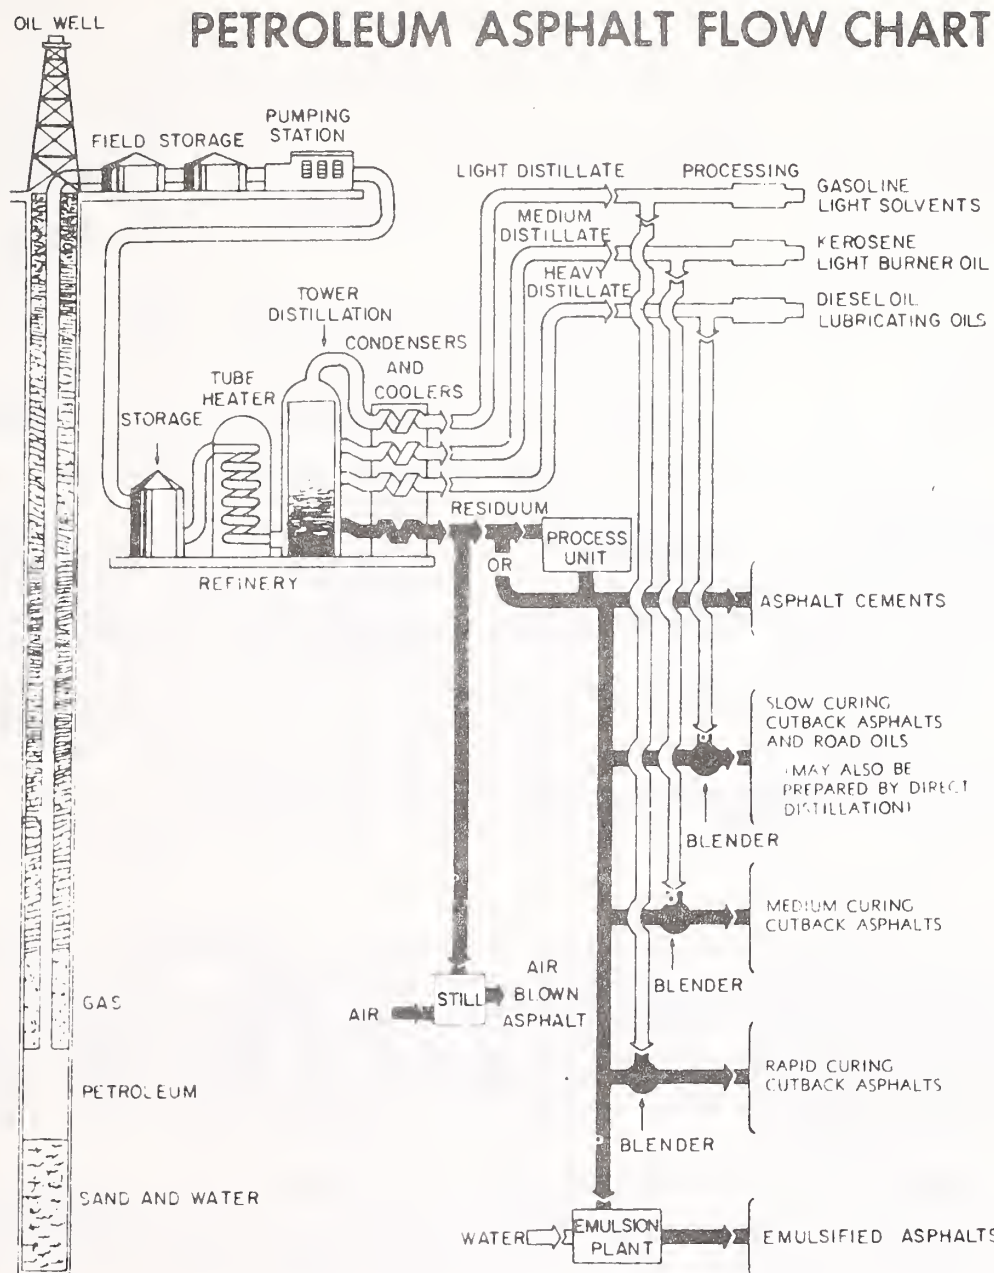 OIL WELL
PETROLEUM ASPHALT FLOW CHART
FIELD STORAGE
PUMPING
STATION
LIGHT DISTILLATE
PROCESSING
GASOLINE
LIGHT SOLVENTS
MEDIUM
DISTILLATE
KEROSENE
LIGHT BURNER OIL
HEAVY
DISTILLATE
DIESEL OIL
LUBRICATING OILS
TOWER
DISTILLATION
CONDENSERS
AND
COOLERS
TUBE
HEATER
STORAGE
REFINERY
RESIDUUM
OR
PROCESS
UNIT
ASPHALT CEMENTS
SLOW CURING
CUTBACK ASPHALTS
AND ROAD OILS
(MAY ALSO BE
PREPARED BY DIRECT
DISTILLATION)
BLENDER
MEDIUM CURING
CUTBACK ASPHALTS
BLENDER
AIR
STILL
AIR
BLOWN
ASPHALT
RAPID CURING
CUTBACK ASPHALTS
BLENDER
GAS
PETROLEUM
SAND AND WATER
WATER
EMULSION
PLANT
EMULSIFIED ASPHALTS